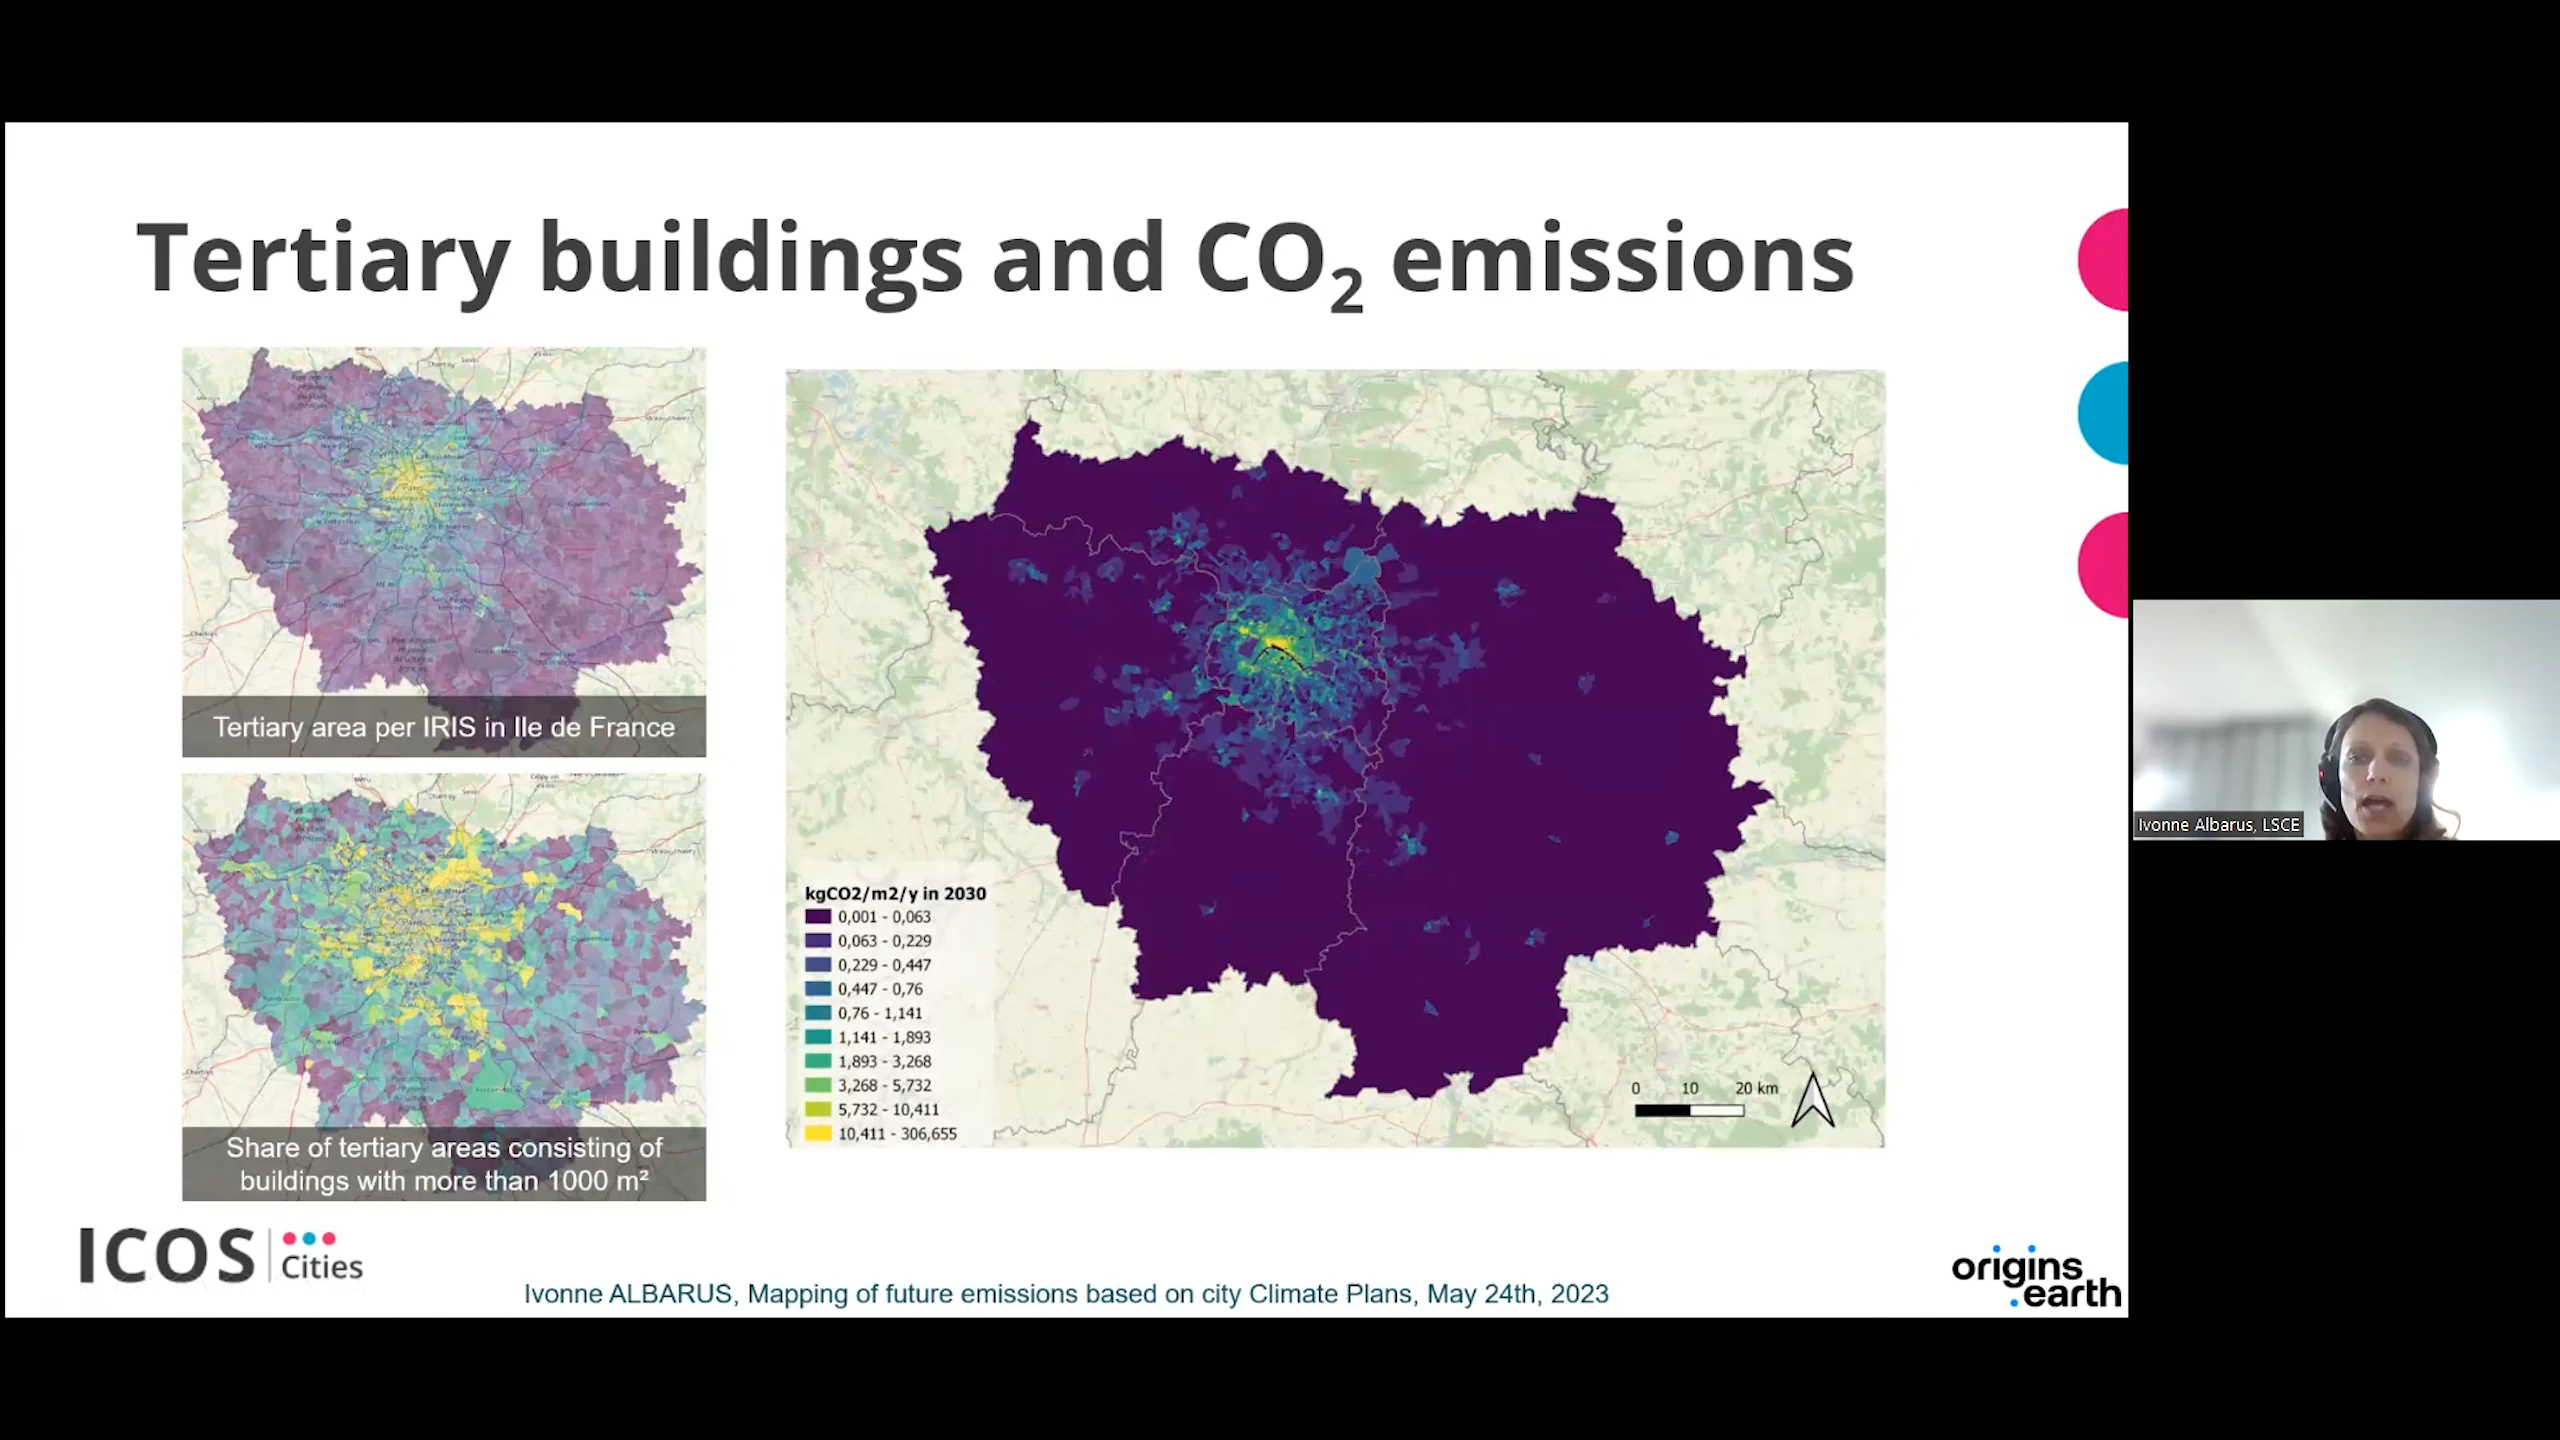 Tertiary buildings and CO₂ emissions
Tertiary area per IRIS in Ile de France
Share of tertiary areas consisting of
buildings with more than 1000 m²
kgCO2/m2/y in 2030
0,001 - 0,063
0,063 - 0,229
0,229 - 0,447
0,447 - 0,76
0,76 - 1,141
1,141 - 1,893
1,893 - 3,268
3,268 - 5,732
5,732 - 10,411
10,411 - 306,655
0 10 20 km
Ivonne Albarus, LSCE
ICOS Cities
Ivonne ALBARUS, Mapping of future emissions based on city Climate Plans, May 24th, 2023
origins
.earth